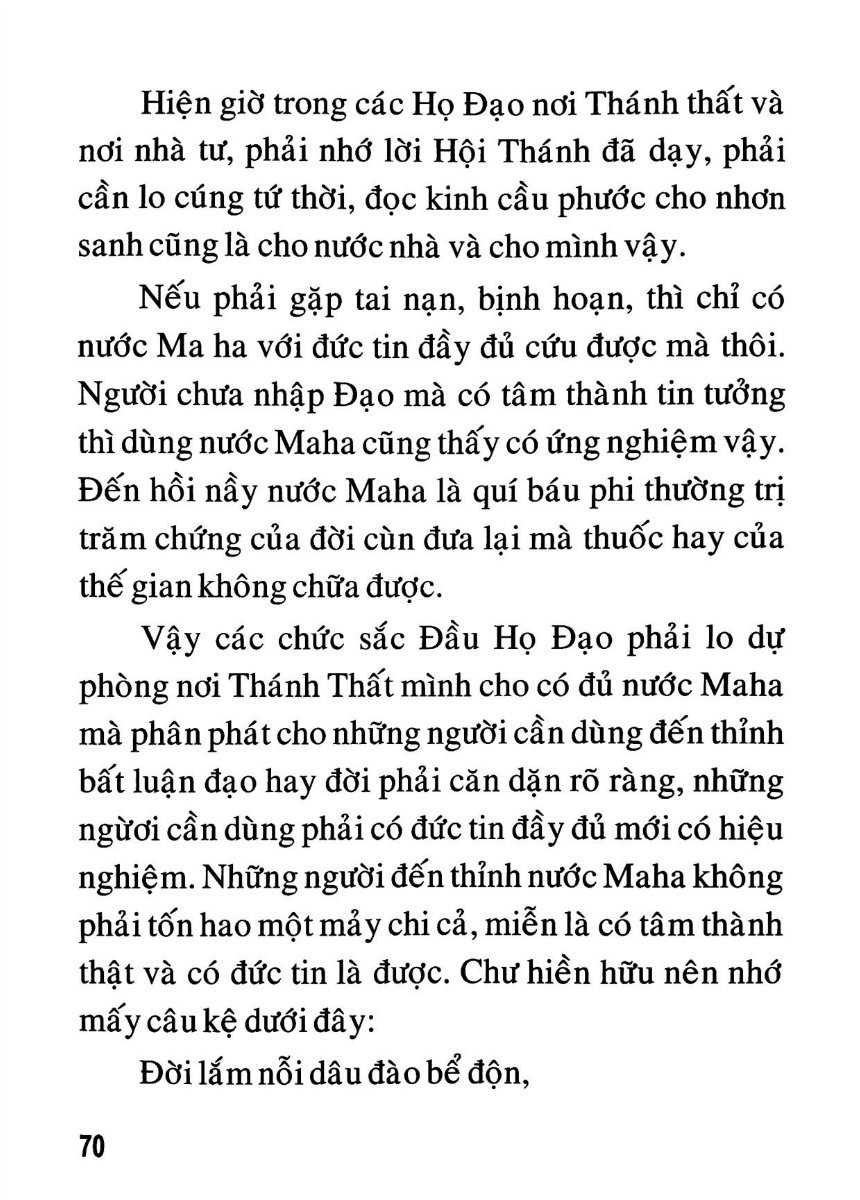 Hiện giờ trong các Họ Đạo nơi Thánh thất và
nơi nhà tư, phải nhớ lời Hội Thánh đã dạy, phải
cần lo cúng tứ thời, đọc kinh cầu phước cho nhơn
sanh cũng là cho nước nhà và cho mình vậy.
Nếu phải gặp tai nạn, bịnh hoạn, thì chỉ có
nước Ma ha với đức tin đầy đủ cứu được mà thôi.
Người chưa nhập Đạo mà có tâm thành tin tưởng
thì dùng nước Maha cũng thấy có ứng nghiệm vậy.
Đến hồi nầy nước Maha là quí báu phi thường trị
trăm chứng của đời cùn đưa lại mà thuốc hay của
thế gian không chữa được.
Vậy các chức sắc Đầu Họ Đạo phải lo dự
phòng nơi Thánh Thất mình cho có đủ nước Maha
mà phân phát cho những người cần dùng đến thỉnh
bất luận đạo hay đời phải căn dặn rõ ràng, những
ngừơi cần dùng phải có đức tin đầy đủ mới có hiệu
nghiệm. Những người đến thỉnh nước Maha không
phải tốn hao một mảy chi cả, miễn là có tâm thành
thật và có đức tin là được. Chư hiền hữu nên nhớ
mấy câu kệ dưới đây:
Đời lắm nỗi dâu đào bể độn,
70